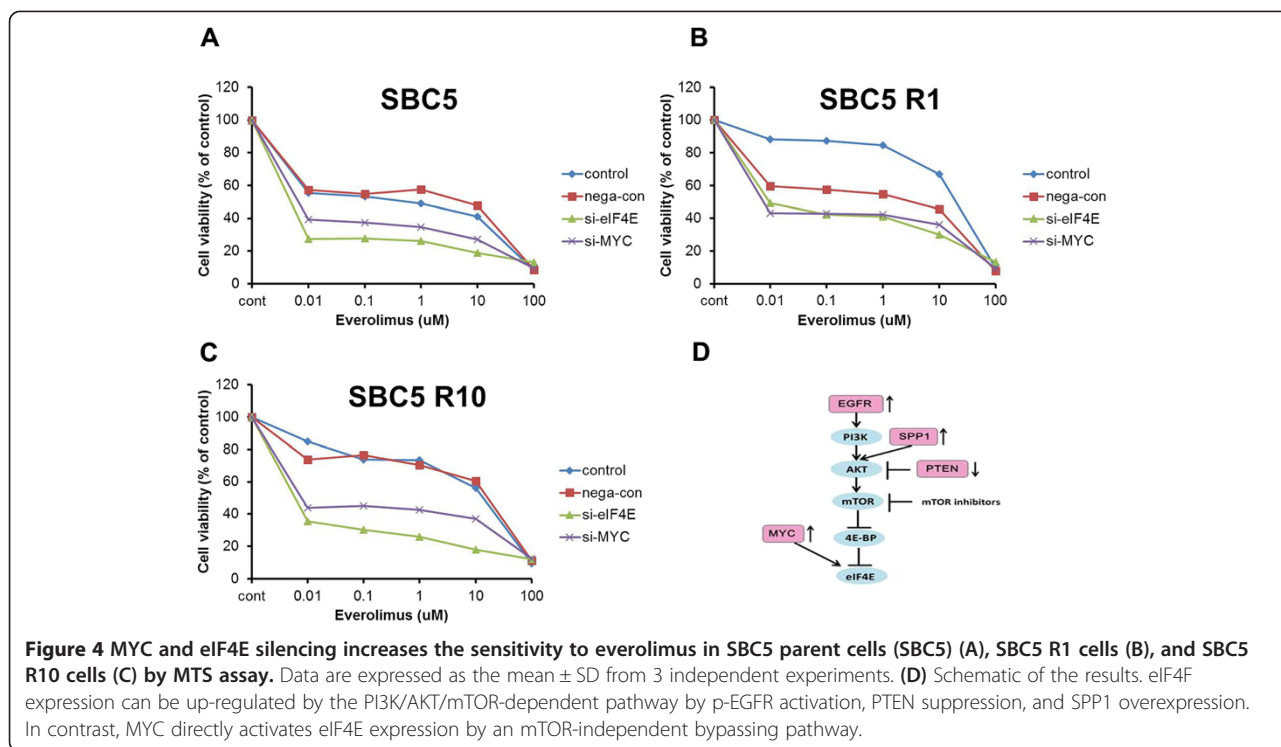 A
SBC5
Cell viability (% of control)
120
100
80
60
40
20
0
cont 0.01 0.1 1 10 100
Everolimus (uM)
control
nega-con
si-eIF4E
si-MYC
B
SBC5 R1
Cell viability (% of control)
120
100
80
60
40
20
0
cont 0.01 0.1 1 10 100
Everolimus (uM)
control
nega-con
si-eIF4E
si-MYC
C
SBC5 R10
Cell viability (% of control)
120
100
80
60
40
20
0
cont 0.01 0.1 1 10 100
Everolimus (uM)
control
nega-con
si-eIF4E
si-MYC
D
EGFR ↑
PI3K SPP1 ↑
AKT PTEN ↓
mTOR mTOR inhibitors
MYC ↑ 4E-BP
eIF4E
Figure 4 MYC and eIF4E silencing increases the sensitivity to everolimus in SBC5 parent cells (SBC5) (A), SBC5 R1 cells (B), and SBC5
R10 cells (C) by MTS assay. Data are expressed as the mean ± SD from 3 independent experiments. (D) Schematic of the results. eIF4F
expression can be up-regulated by the PI3K/AKT/mTOR-dependent pathway by p-EGFR activation, PTEN suppression, and SPP1 overexpression.
In contrast, MYC directly activates eIF4E expression by an mTOR-independent bypassing pathway.